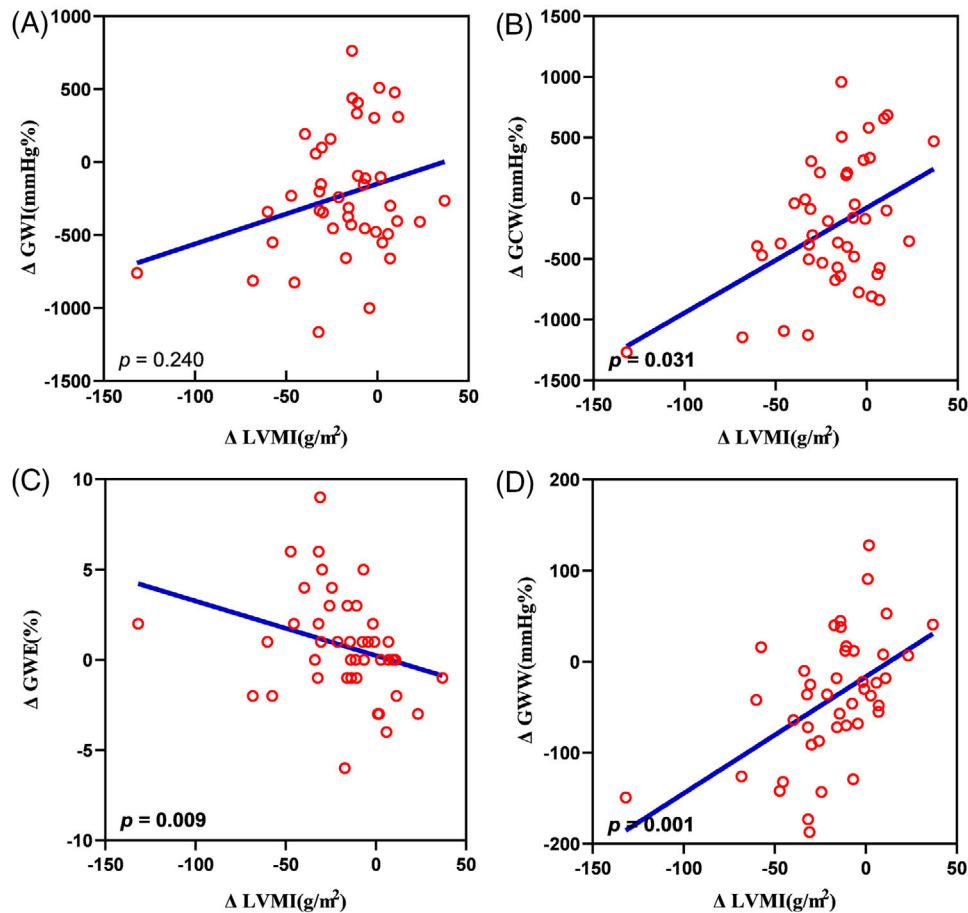 (A)
1000
500
0
-500
-1000
-1500
Δ GWI(mmHg%)
p = 0.240
-150
-100
-50
0
50
Δ LVMI(g/m²)
(B)
1500
1000
500
0
-500
-1000
-1500
Δ GCW(mmHg%)
p = 0.031
-150
-100
-50
0
50
Δ LVMI(g/m²)
(C)
10
5
0
-5
-10
Δ GWE(%)
p = 0.009
-150
-100
-50
0
50
Δ LVMI(g/m²)
(D)
200
100
0
-100
-200
Δ GWW(mmHg%)
p = 0.001
-150
-100
-50
0
50
Δ LVMI(g/m²)